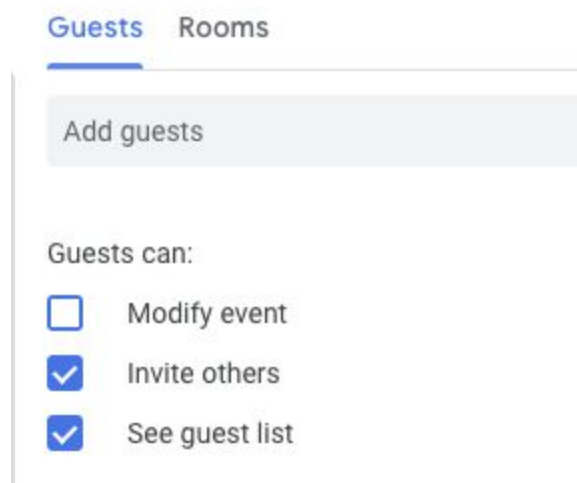 Guests Rooms
Add guests
Guests can:
Modify event
Invite others
See guest list